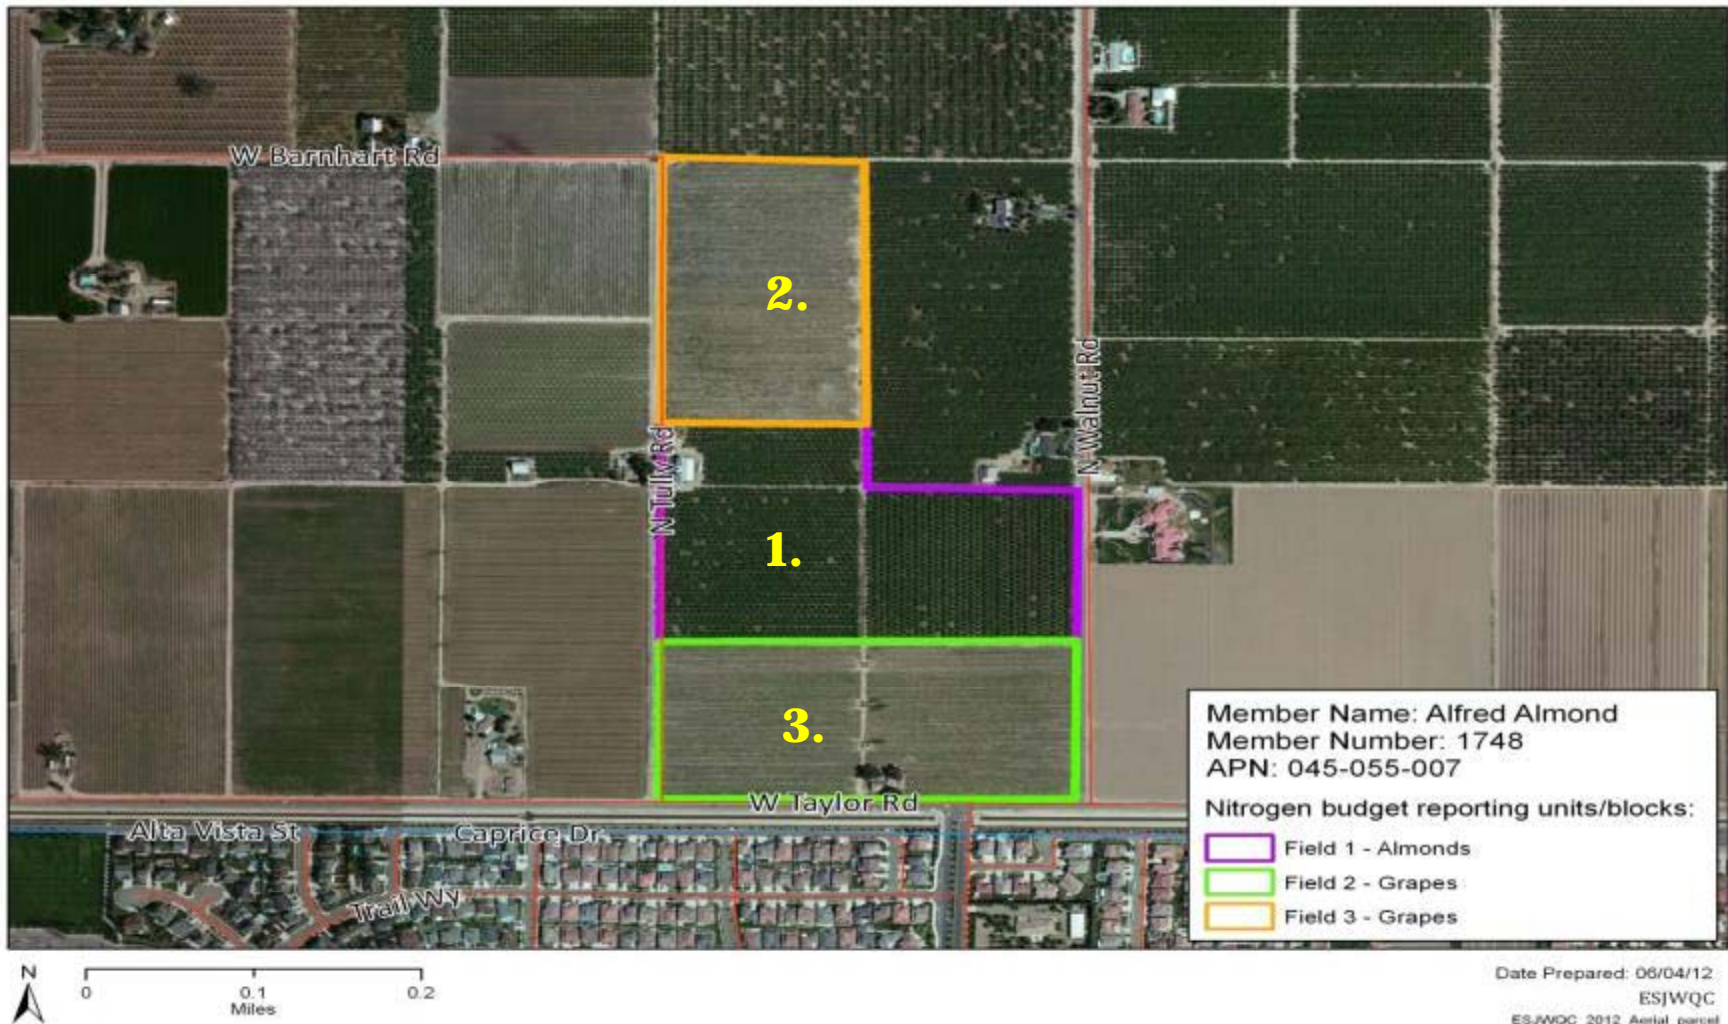 W Barnhart Rd
2.
N Walnut Rd
N Tully Rd
1.
3.
W Taylor Rd
Alta Vista St
Caprice Dr
Trail Wy
Member Name: Alfred Almond
Member Number: 1748
APN: 045-055-007
Nitrogen budget reporting units/blocks:
Field 1 - Almonds
Field 2 - Grapes
Field 3 - Grapes
N
0 0.1 0.2
Miles
Date Prepared: 06/04/12
ESJWQC
ESJWQC_2012_Aerial_parcel